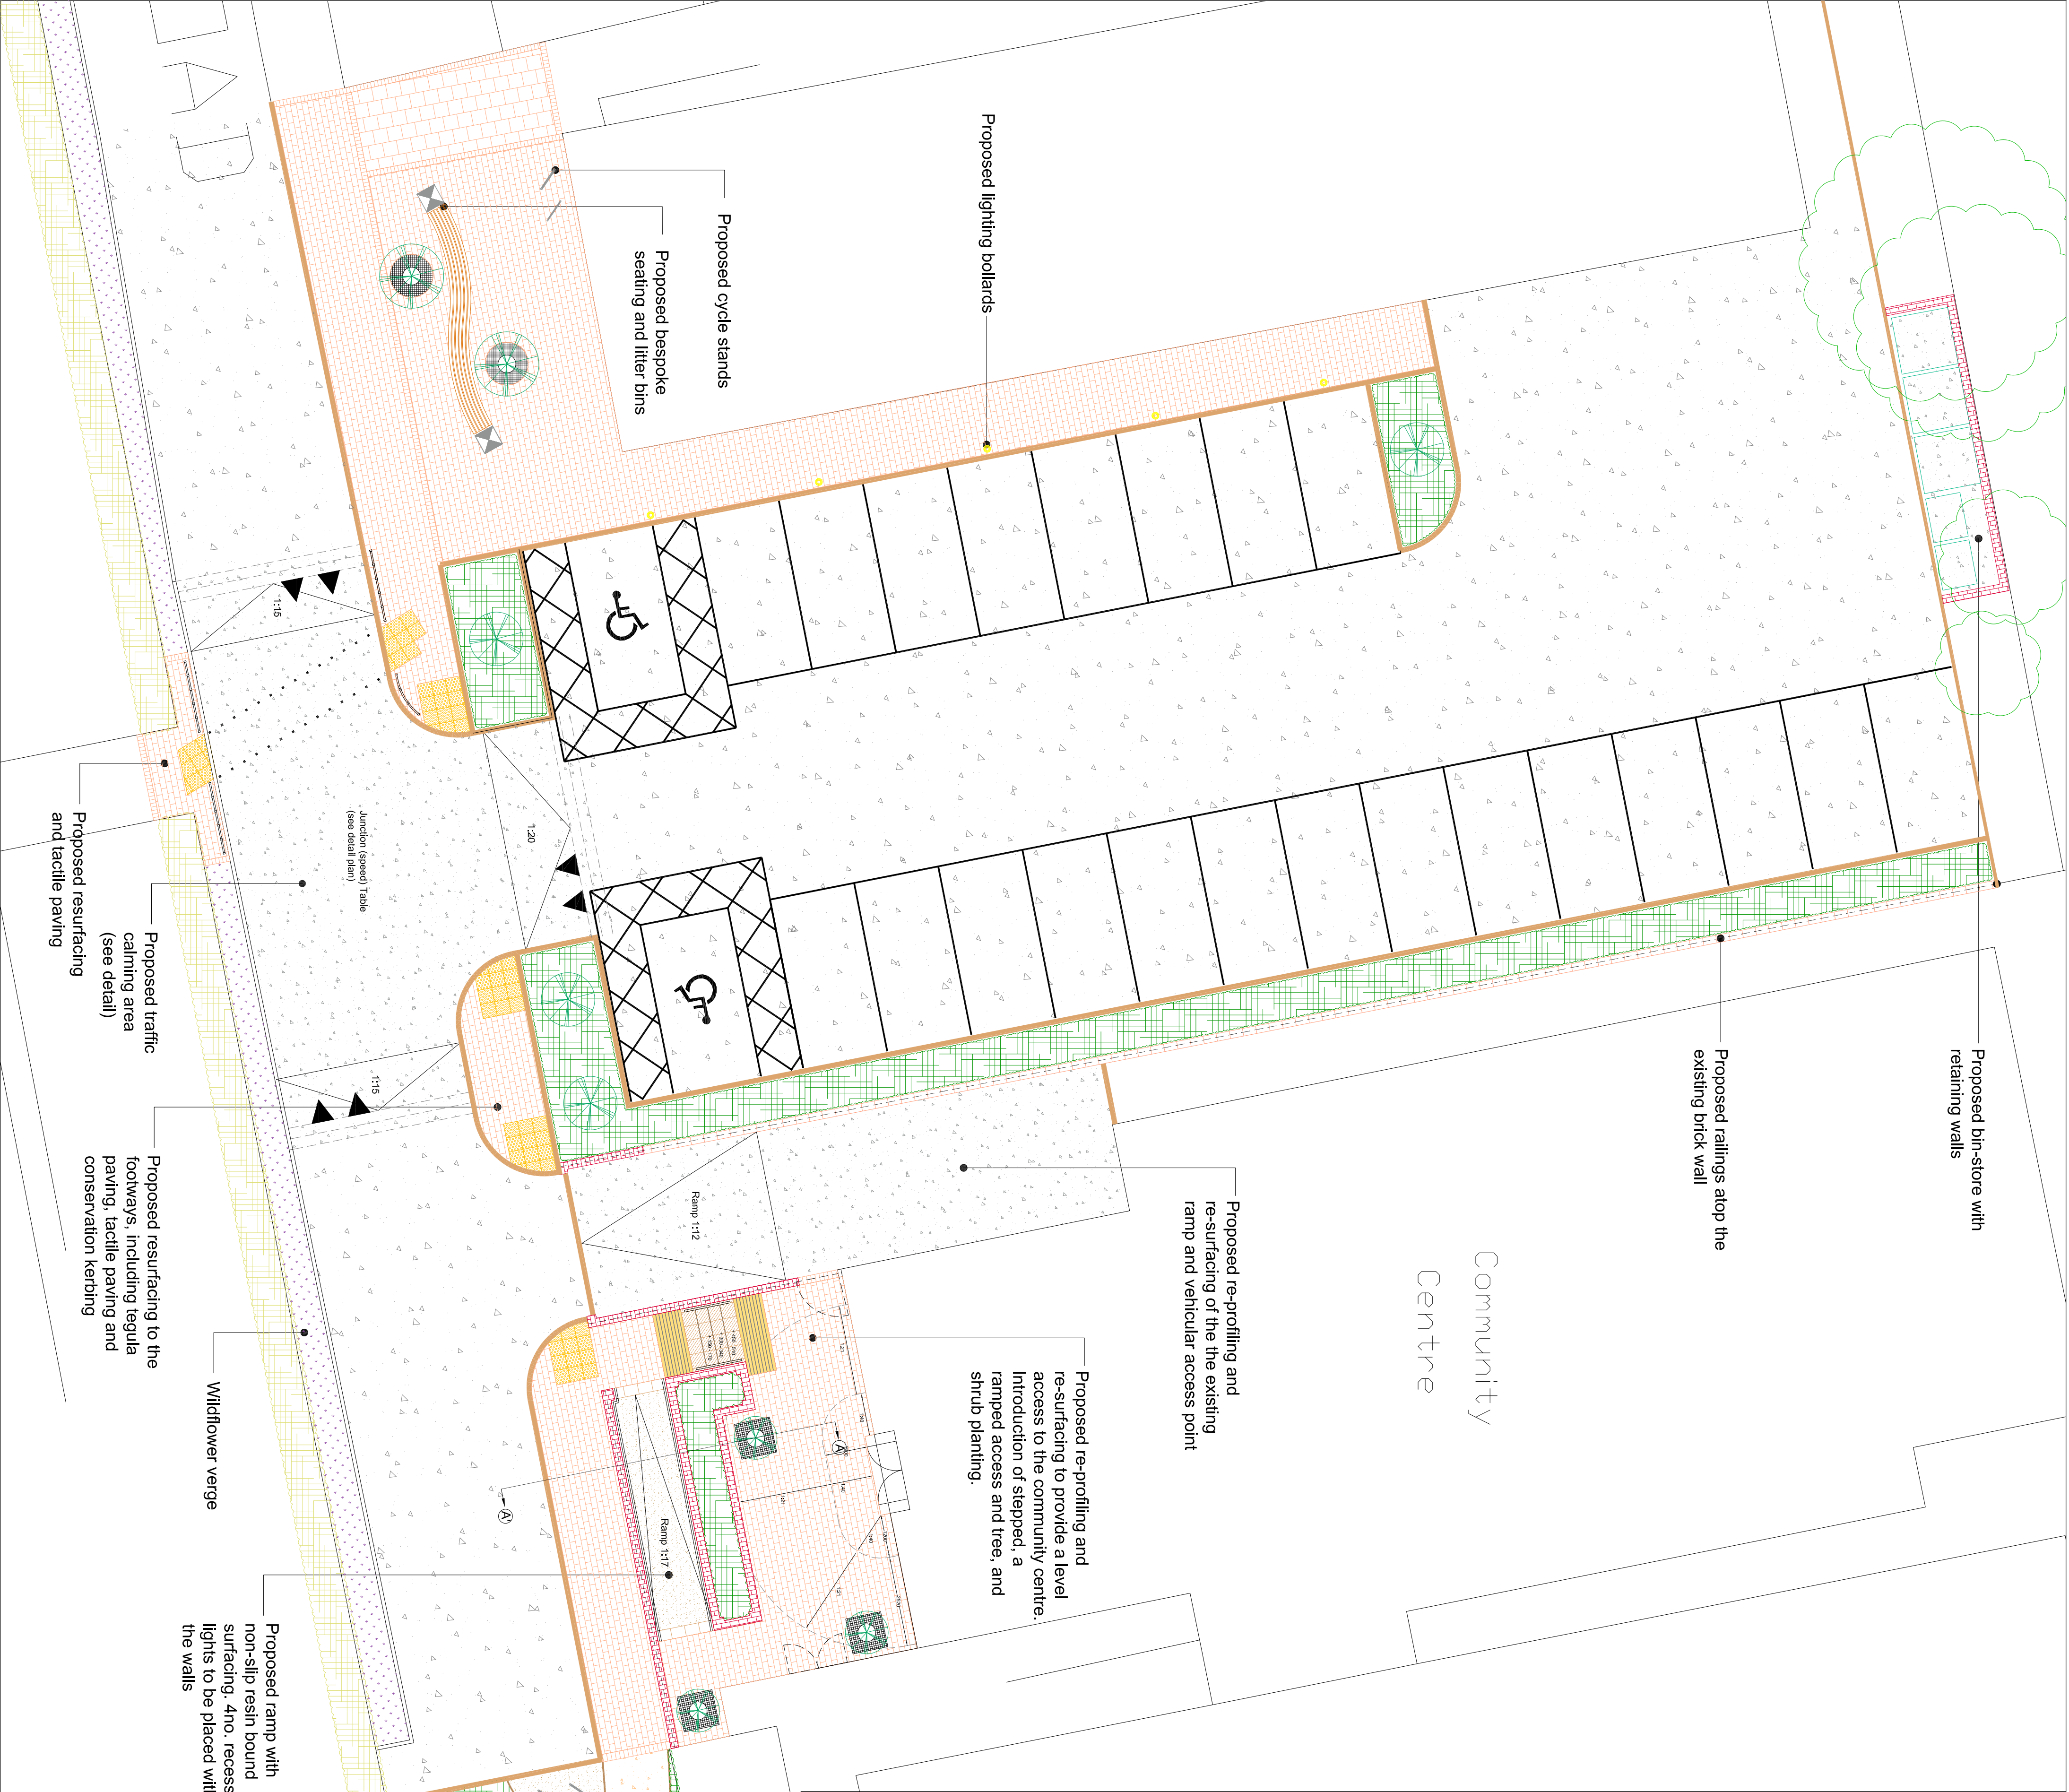 Proposed bin-store with
retaining walls
Proposed railings atop the
existing brick wall
Community
Centre
Proposed re-profiling and
re-surfacing of the the existing
ramp and vehicular access point
Proposed re-profiling and
re-surfacing to provide a level
access to the community centre.
Introduction of stepped, a
ramped access and tree, and
shrub planting.
Proposed lighting bollards
Proposed cycle stands
Proposed bespoke
seating and litter bins
Ramp 1:12
Ramp 1:17
1:20
1:15
1:15
Junction (speed) Table
(see detail plan)
A
A'
Proposed ramp with
non-slip resin bound
surfacing. 4no. recess
lights to be placed with
the walls
Wildflower verge
Proposed resurfacing to the
footways, including tegula
paving, tactile paving and
conservation kerbing
Proposed traffic
calming area
(see detail)
Proposed resurfacing
and tactile paving